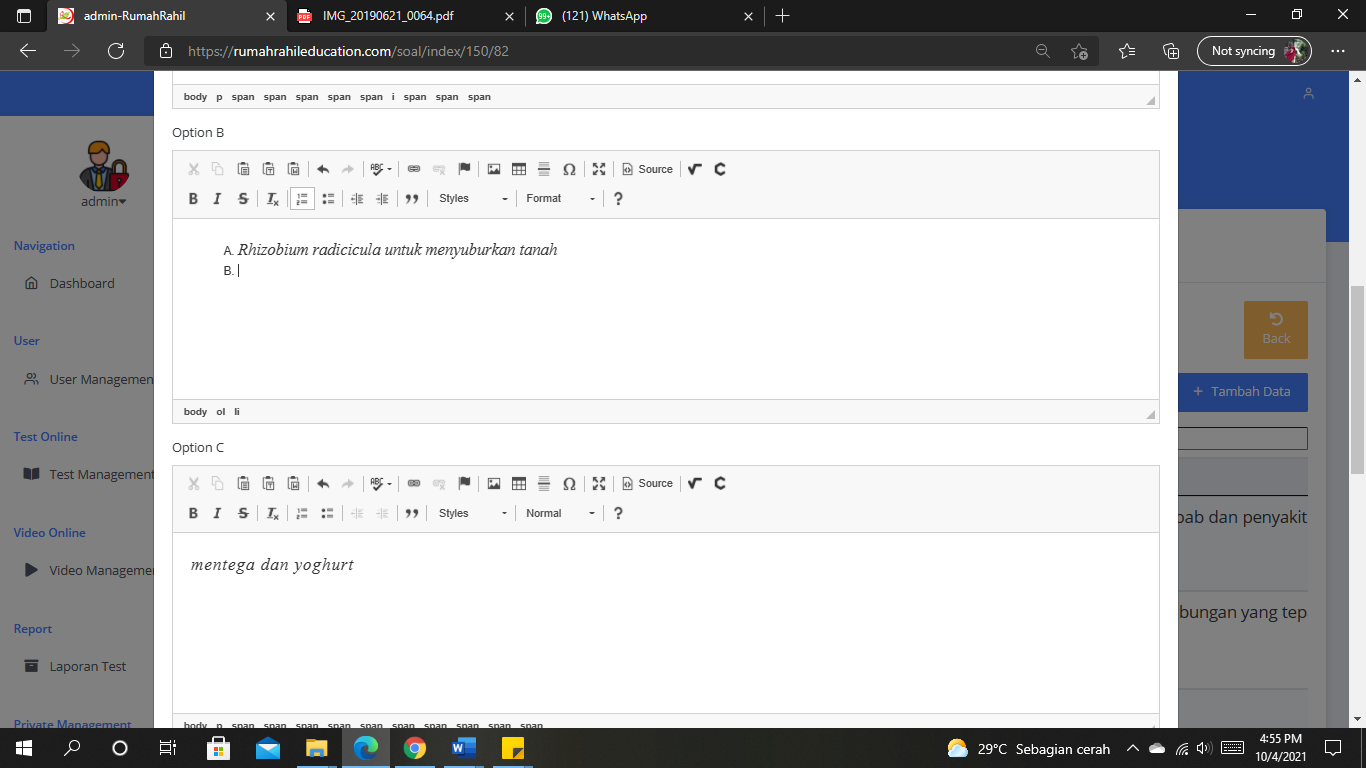 admin-RumahRahil
IMG_20190621_0064.pdf
(121) WhatsApp
https://rumahrahileducation.com/soal/index/150/82
Not syncing
body p span span span span span i span span span
Option B
Source
Styles
Format
A. Rhizobium radicicula untuk menyuburkan tanah
B.
body ol li
Option C
Source
Styles
Normal
mentega dan yoghurt
body p span span span span span span span span span span
admin
Navigation
Dashboard
User
User Managemen
Test Online
Test Management
Video Online
Video Manageme
Report
Laporan Test
Private Management
Back
+ Tambah Data
bab dan penyakit
bungan yang tep
29°C Sebagian cerah
4:55 PM
10/4/2021